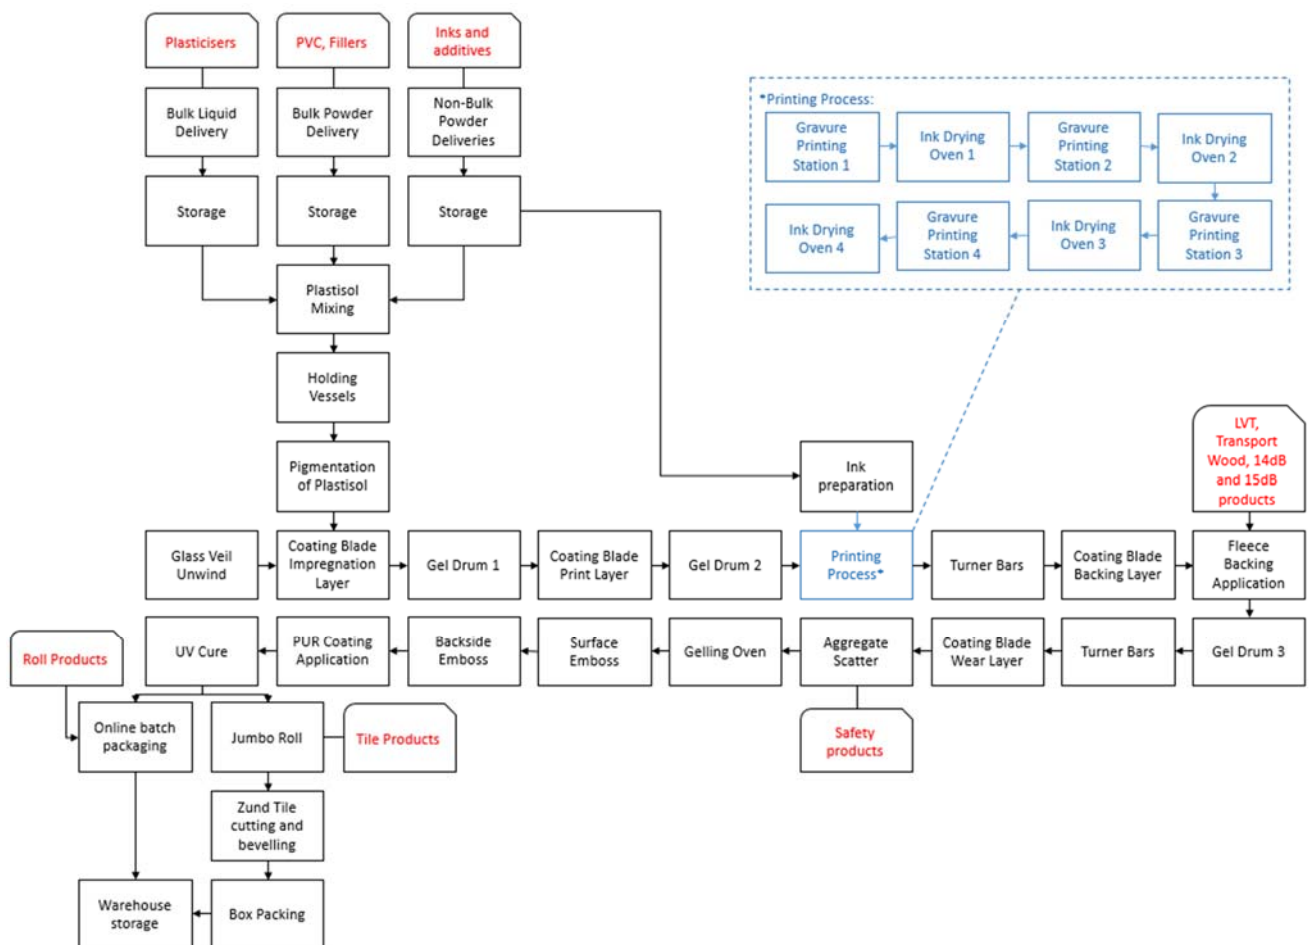 Plasticisers
PVC, Fillers
Inks and
additives
Bulk Liquid
Delivery
Bulk Powder
Delivery
Non-Bulk
Powder
Deliveries
Storage
Storage
Storage
*Printing Process:
Gravure
Printing
Station 1
Ink Drying
Oven 1
Gravure
Printing
Station 2
Ink Drying
Oven 2
Ink Drying
Oven 4
Gravure
Printing
Station 4
Ink Drying
Oven 3
Gravure
Printing
Station 3
Plastisol
Mixing
Holding
Vessels
Pigmentation
of Plastisol
Ink
preparation
LVT,
Transport
Wood, 14dB
and 15dB
products
Glass Veil
Unwind
Coating Blade
Impregnation
Layer
Gel Drum 1
Coating Blade
Print Layer
Gel Drum 2
Printing
Process*
Turner Bars
Coating Blade
Backing Layer
Fleece
Backing
Application
Roll Products
UV Cure
PUR Coating
Application
Backside
Emboss
Surface
Emboss
Gelling Oven
Aggregate
Scatter
Coating Blade
Wear Layer
Turner Bars
Gel Drum 3
Online batch
packaging
Jumbo Roll
Tile Products
Safety
products
Zund Tile
cutting and
bevelling
Warehouse
storage
Box Packing